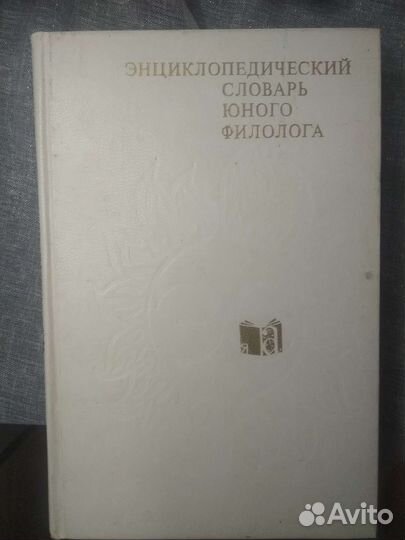 ЭНЦИКЛОПЕДИЧЕСКИЙ
СЛОВАРЬ
ЮНОГО
ФИЛОЛОГА
Я
Avito